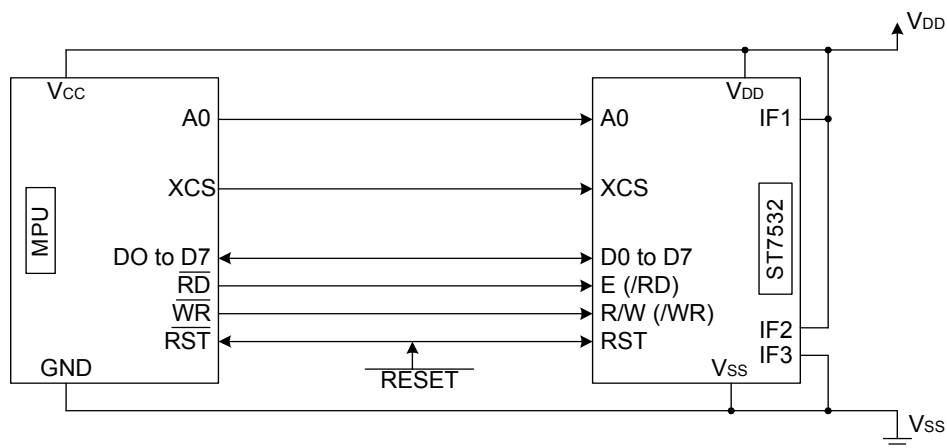 VDD
VCC
VDD
A0
A0
IF1
XCS
XCS
MPU
ST7532
DO to D7
D0 to D7
RD
E (/RD)
WR
R/W (/WR)
IF2
RST
RST
IF3
GND
RESET
VSS
VSS